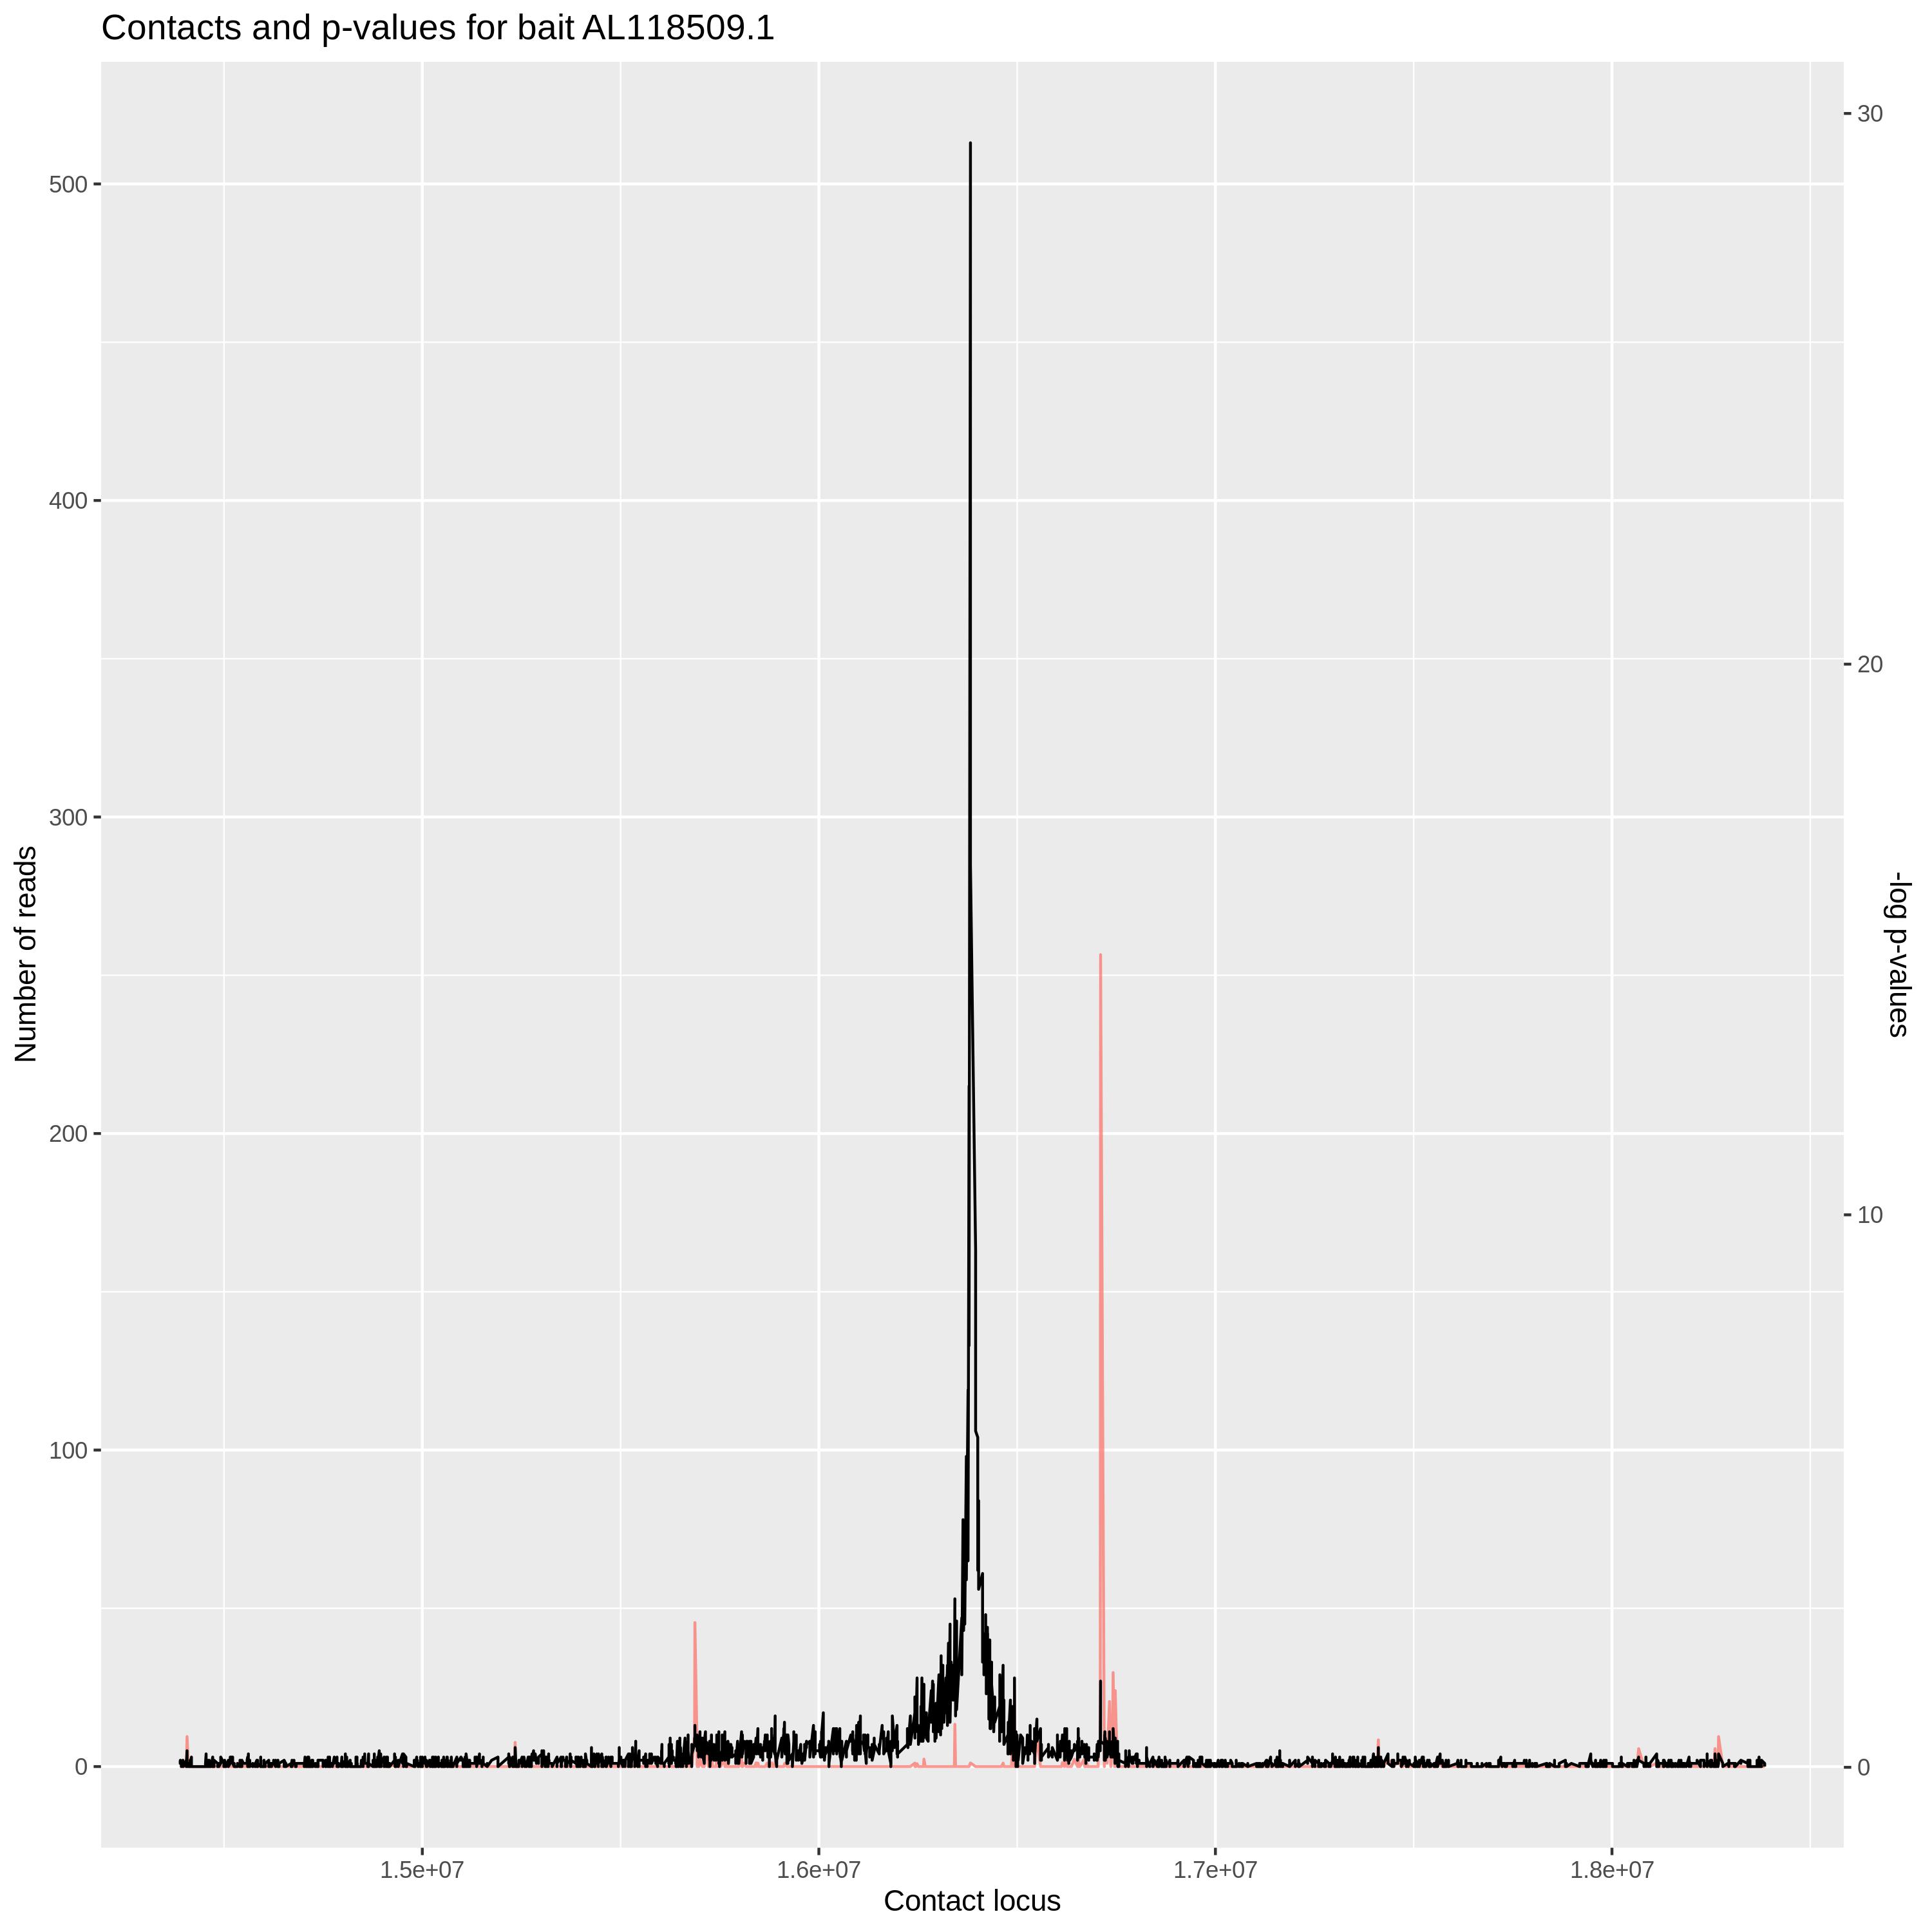 Contacts and p-values for bait AL118509.1
500
400
300
200
100
0
Number of reads
30
20
10
0
-log p-values
1.5e+07
1.6e+07
1.7e+07
1.8e+07
Contact locus